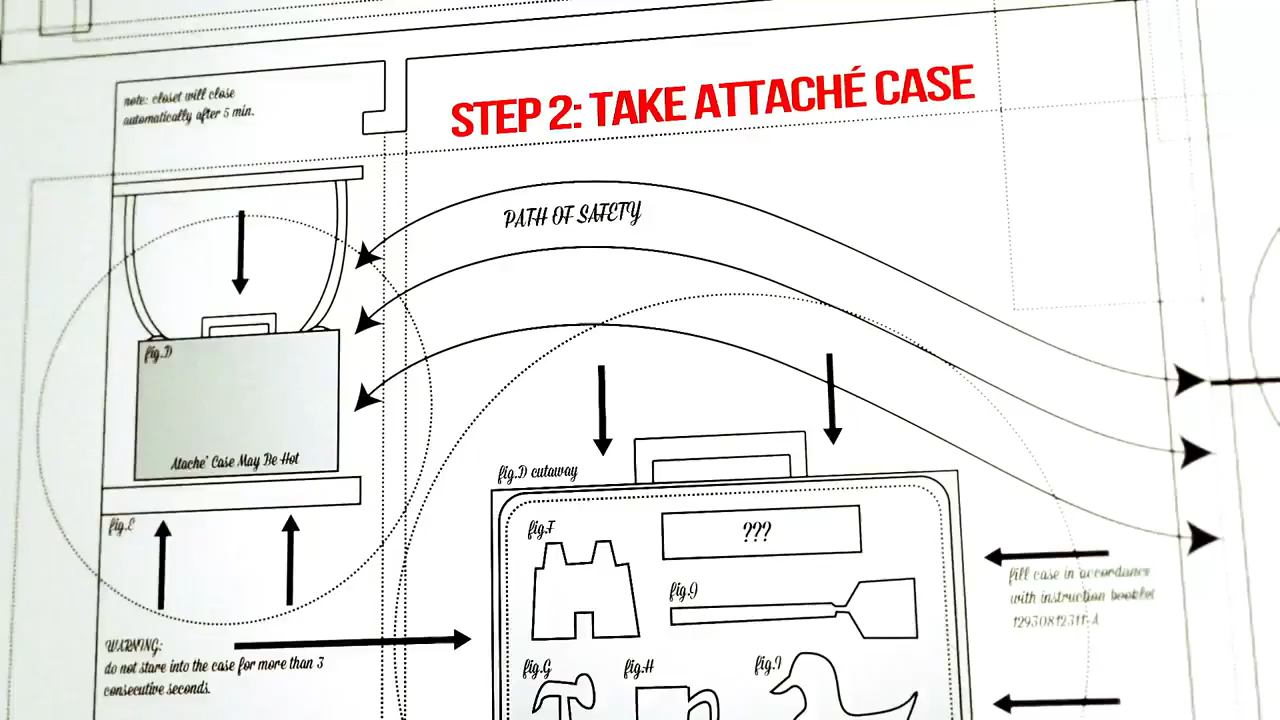 note: closet will close
automatically after 5 min.
STEP 2: TAKE ATTACHÉ CASE
PATH OF SAFETY
fig.D
Atache' Case May Be Hot
fig.E
WARNING:
do not stare into the case for more than 3
consecutive seconds.
fig.D cutaway
fig.F
???
fig.J
fig.G
fig.H
fig.I
fill case in accordance
with instruction booklet